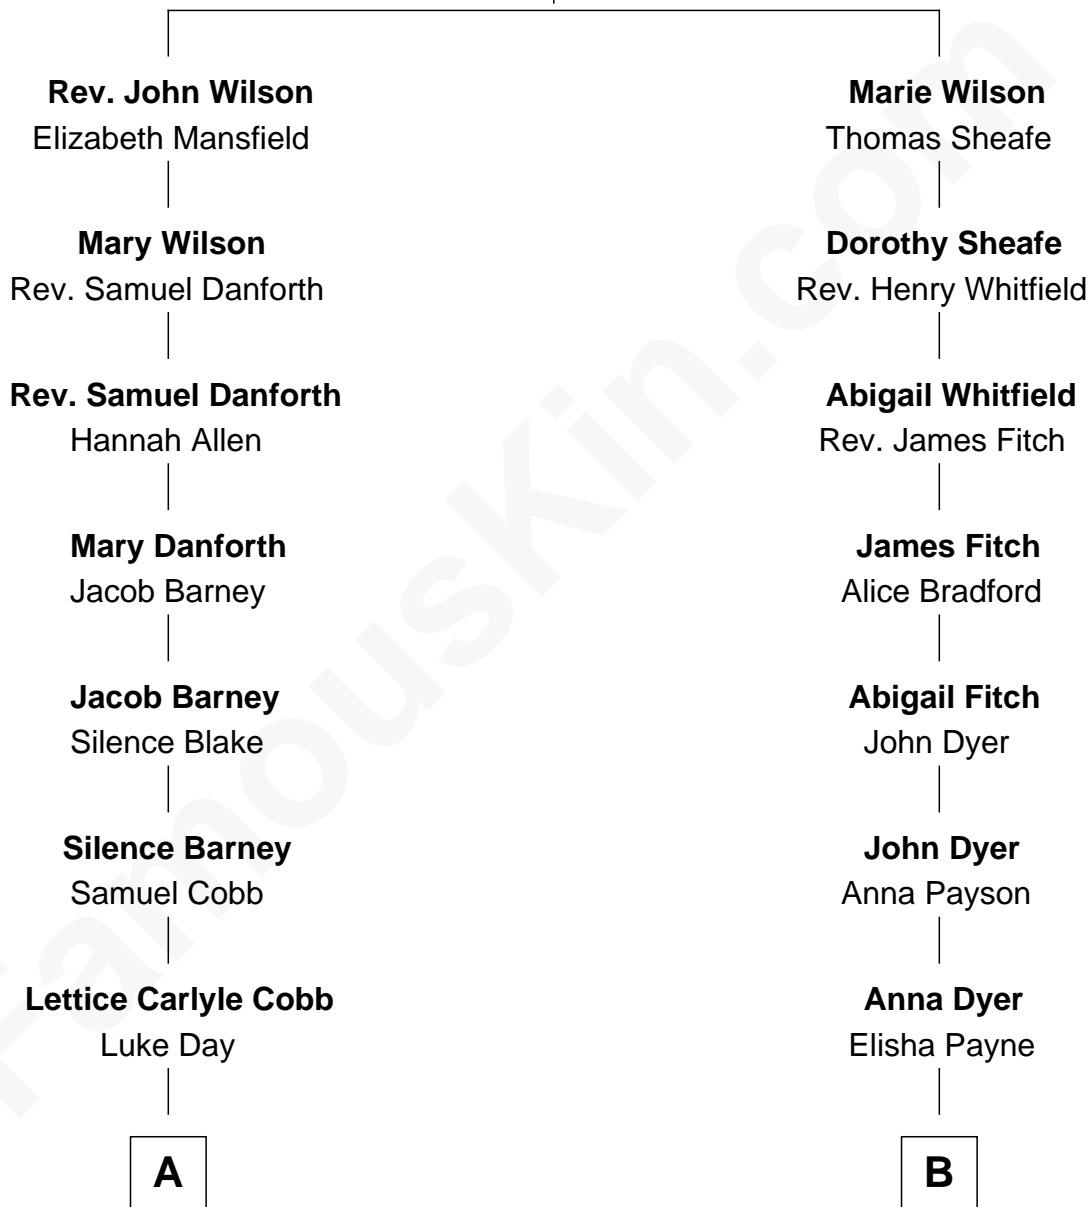 Rev. John Wilson
Elizabeth Mansfield
Mary Wilson
Rev. Samuel Danforth
Rev. Samuel Danforth
Hannah Allen
Mary Danforth
Jacob Barney
Jacob Barney
Silence Blake
Silence Barney
Samuel Cobb
Lettice Carlyle Cobb
Luke Day
A
Marie Wilson
Thomas Sheafe
Dorothy Sheafe
Rev. Henry Whitfield
Abigail Whitfield
Rev. James Fitch
James Fitch
Alice Bradford
Abigail Fitch
John Dyer
John Dyer
Anna Payson
Anna Dyer
Elisha Payne
B
FamousKin.com